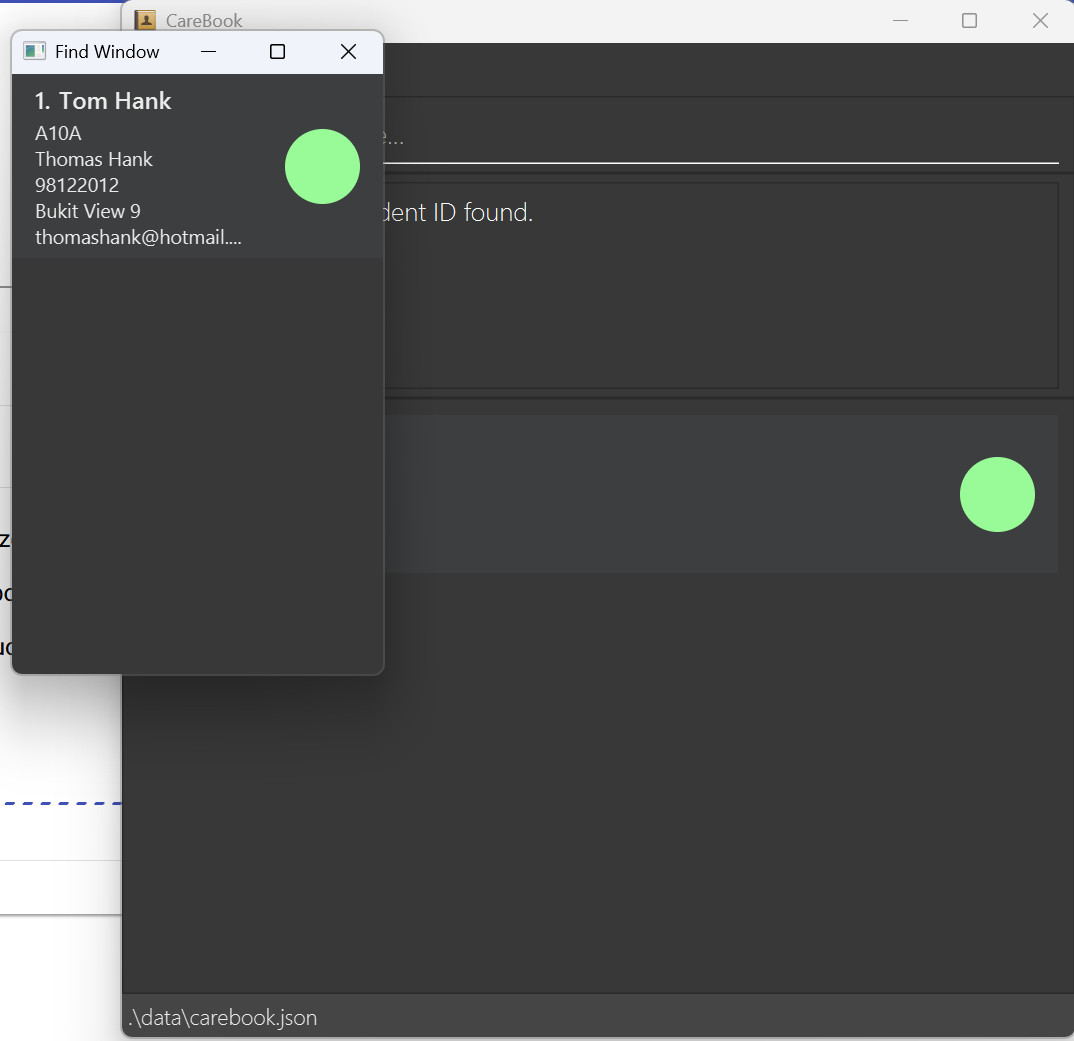 CareBook
Find Window
1. Tom Hank
A10A
Thomas Hank
98122012
Bukit View 9
thomashank@hotmail....
e...
dent ID found.
.\data\carebook.json